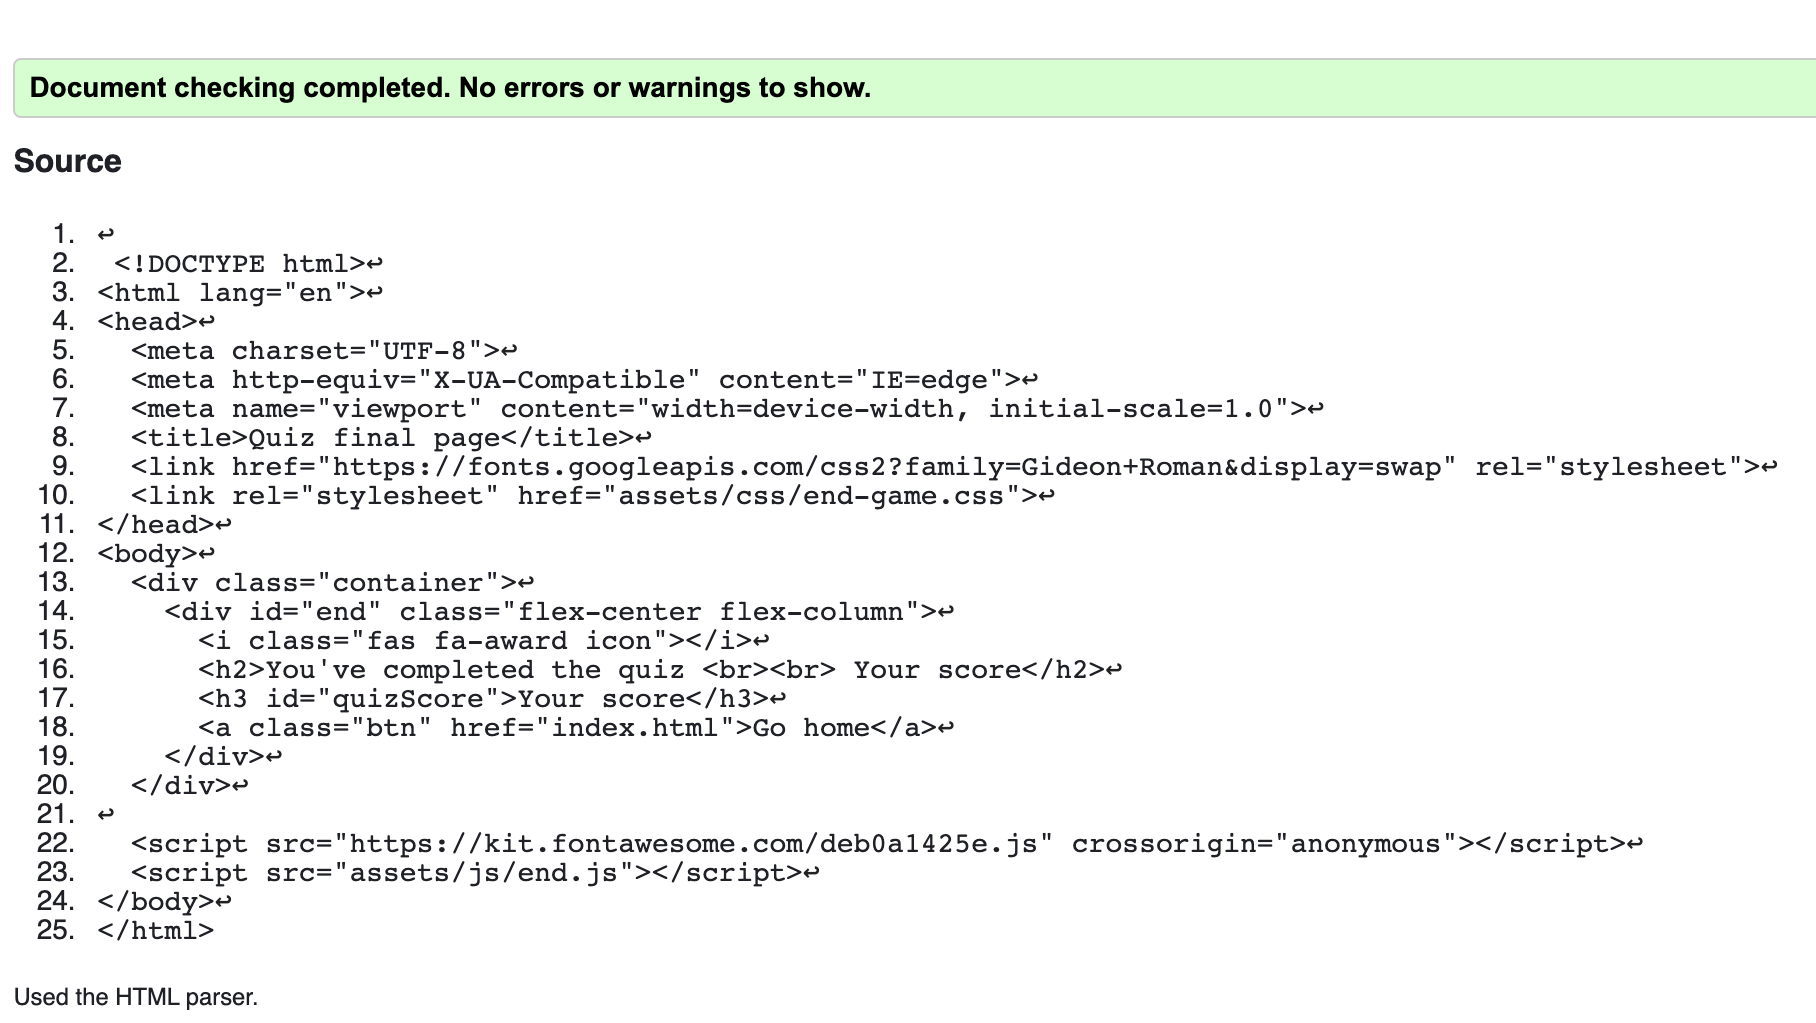 Document checking completed. No errors or warnings to show.
Source
1. ↩
2.  <!DOCTYPE html>↩
3. <html lang="en">↩
4. <head>↩
5.   <meta charset="UTF-8">↩
6.   <meta http-equiv="X-UA-Compatible" content="IE=edge">↩
7.   <meta name="viewport" content="width=device-width, initial-scale=1.0">↩
8.   <title>Quiz final page</title>↩
9.   <link href="https://fonts.googleapis.com/css2?family=Gideon+Roman&display=swap" rel="stylesheet">↩
10.   <link rel="stylesheet" href="assets/css/end-game.css">↩
11. </head>↩
12. <body>↩
13.   <div class="container">↩
14.     <div id="end" class="flex-center flex-column">↩
15.       <i class="fas fa-award icon"></i>↩
16.       <h2>You've completed the quiz <br><br> Your score</h2>↩
17.       <h3 id="quizScore">Your score</h3>↩
18.       <a class="btn" href="index.html">Go home</a>↩
19.     </div>↩
20.   </div>↩
21. ↩
22.   <script src="https://kit.fontawesome.com/deb0a1425e.js" crossorigin="anonymous"></script>↩
23.   <script src="assets/js/end.js"></script>↩
24. </body>↩
25. </html>
Used the HTML parser.